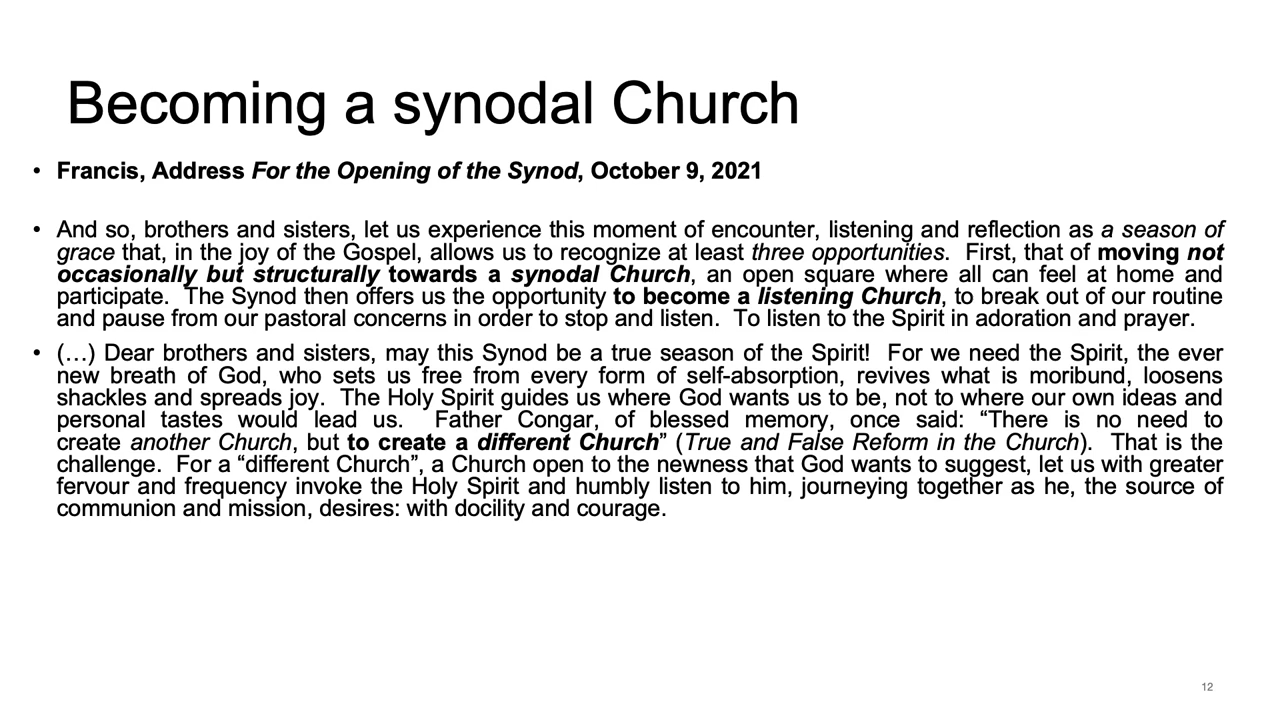 Becoming a synodal Church
• Francis, Address For the Opening of the Synod, October 9, 2021
• And so, brothers and sisters, let us experience this moment of encounter, listening and reflection as a season of
grace that, in the joy of the Gospel, allows us to recognize at least three opportunities.  First, that of moving not
occasionally but structurally towards a synodal Church, an open square where all can feel at home and
participate.  The Synod then offers us the opportunity to become a listening Church, to break out of our routine
and pause from our pastoral concerns in order to stop and listen.  To listen to the Spirit in adoration and prayer.
• (…) Dear brothers and sisters, may this Synod be a true season of the Spirit!  For we need the Spirit, the ever
new breath of God, who sets us free from every form of self-absorption, revives what is moribund, loosens
shackles and spreads joy.  The Holy Spirit guides us where God wants us to be, not to where our own ideas and
personal tastes would lead us.  Father Congar, of blessed memory, once said: “There is no need to
create another Church, but to create a different Church” (True and False Reform in the Church).  That is the
challenge.  For a “different Church”, a Church open to the newness that God wants to suggest, let us with greater
fervour and frequency invoke the Holy Spirit and humbly listen to him, journeying together as he, the source of
communion and mission, desires: with docility and courage.
12